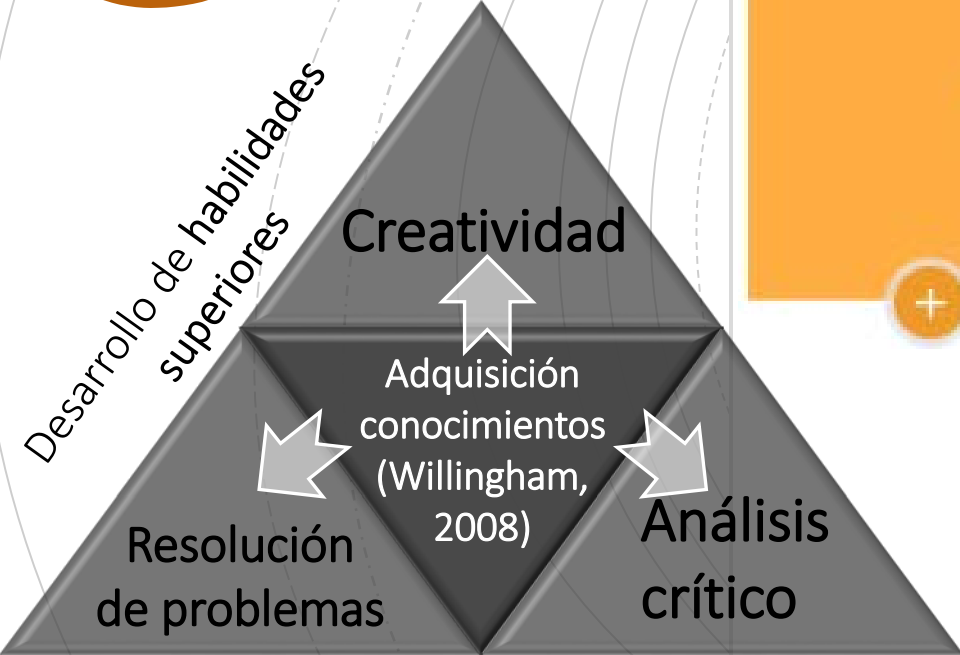 Desarrollo de habilidades
superiores
Creatividad
Adquisición
conocimientos
(Willingham,
2008)
Resolución
de problemas
Análisis
crítico
+